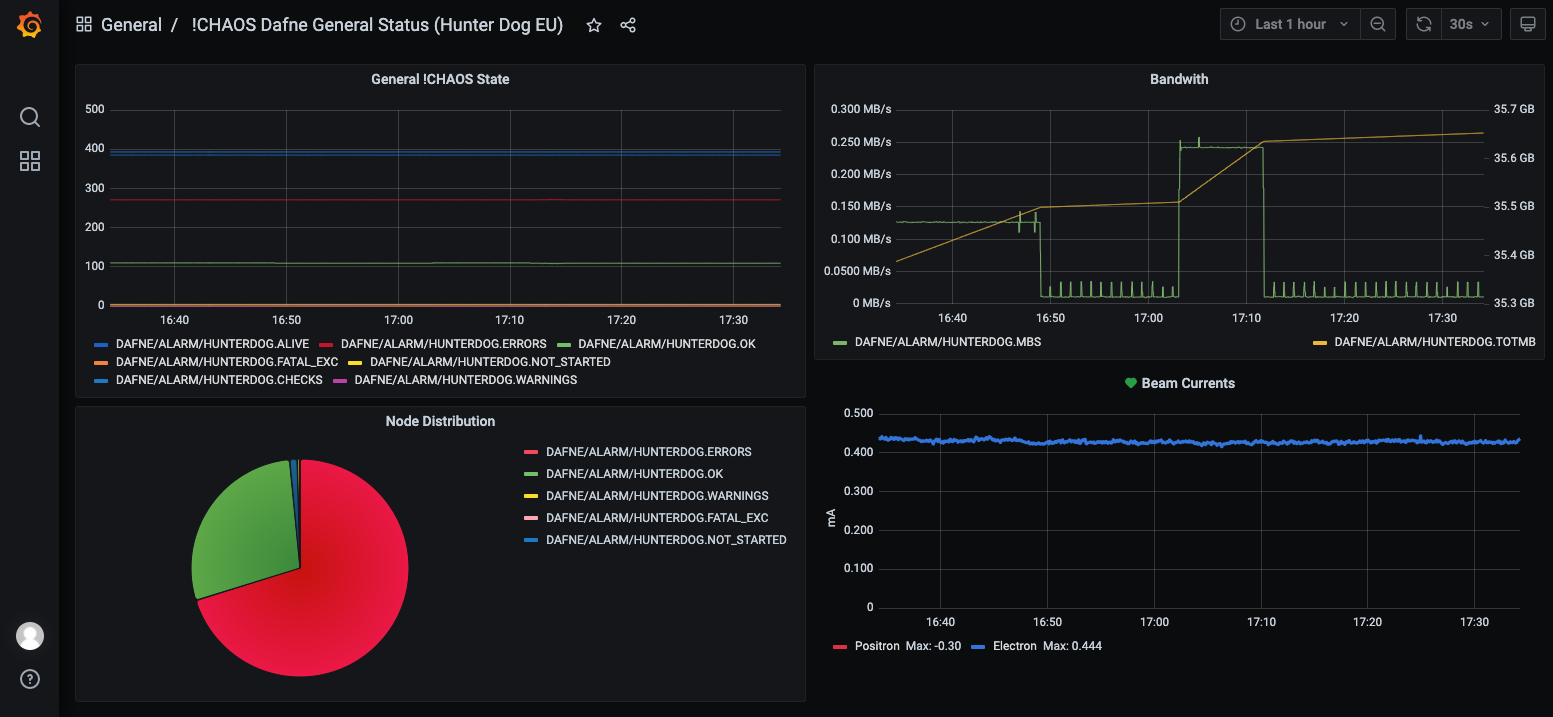 General / !CHAOS Dafne General Status (Hunter Dog EU)
Last 1 hour
30s
General !CHAOS State
500
400
300
200
100
0
16:40 16:50 17:00 17:10 17:20 17:30
DAFNE/ALARM/HUNTERDOG.ALIVE DAFNE/ALARM/HUNTERDOG.ERRORS DAFNE/ALARM/HUNTERDOG.OK
DAFNE/ALARM/HUNTERDOG.FATAL_EXC DAFNE/ALARM/HUNTERDOG.NOT_STARTED
DAFNE/ALARM/HUNTERDOG.CHECKS DAFNE/ALARM/HUNTERDOG.WARNINGS
Bandwith
0.300 MB/s 35.7 GB
0.250 MB/s
35.6 GB
0.200 MB/s
0.150 MB/s 35.5 GB
0.100 MB/s
35.4 GB
0.0500 MB/s
0 MB/s 35.3 GB
16:40 16:50 17:00 17:10 17:20 17:30
DAFNE/ALARM/HUNTERDOG.MBS DAFNE/ALARM/HUNTERDOG.TOTMB
Node Distribution
DAFNE/ALARM/HUNTERDOG.ERRORS
DAFNE/ALARM/HUNTERDOG.OK
DAFNE/ALARM/HUNTERDOG.WARNINGS
DAFNE/ALARM/HUNTERDOG.FATAL_EXC
DAFNE/ALARM/HUNTERDOG.NOT_STARTED
Beam Currents
0.500
0.400
0.300
mA
0.200
0.100
0
16:40 16:50 17:00 17:10 17:20 17:30
Positron Max: -0.30 Electron Max: 0.444